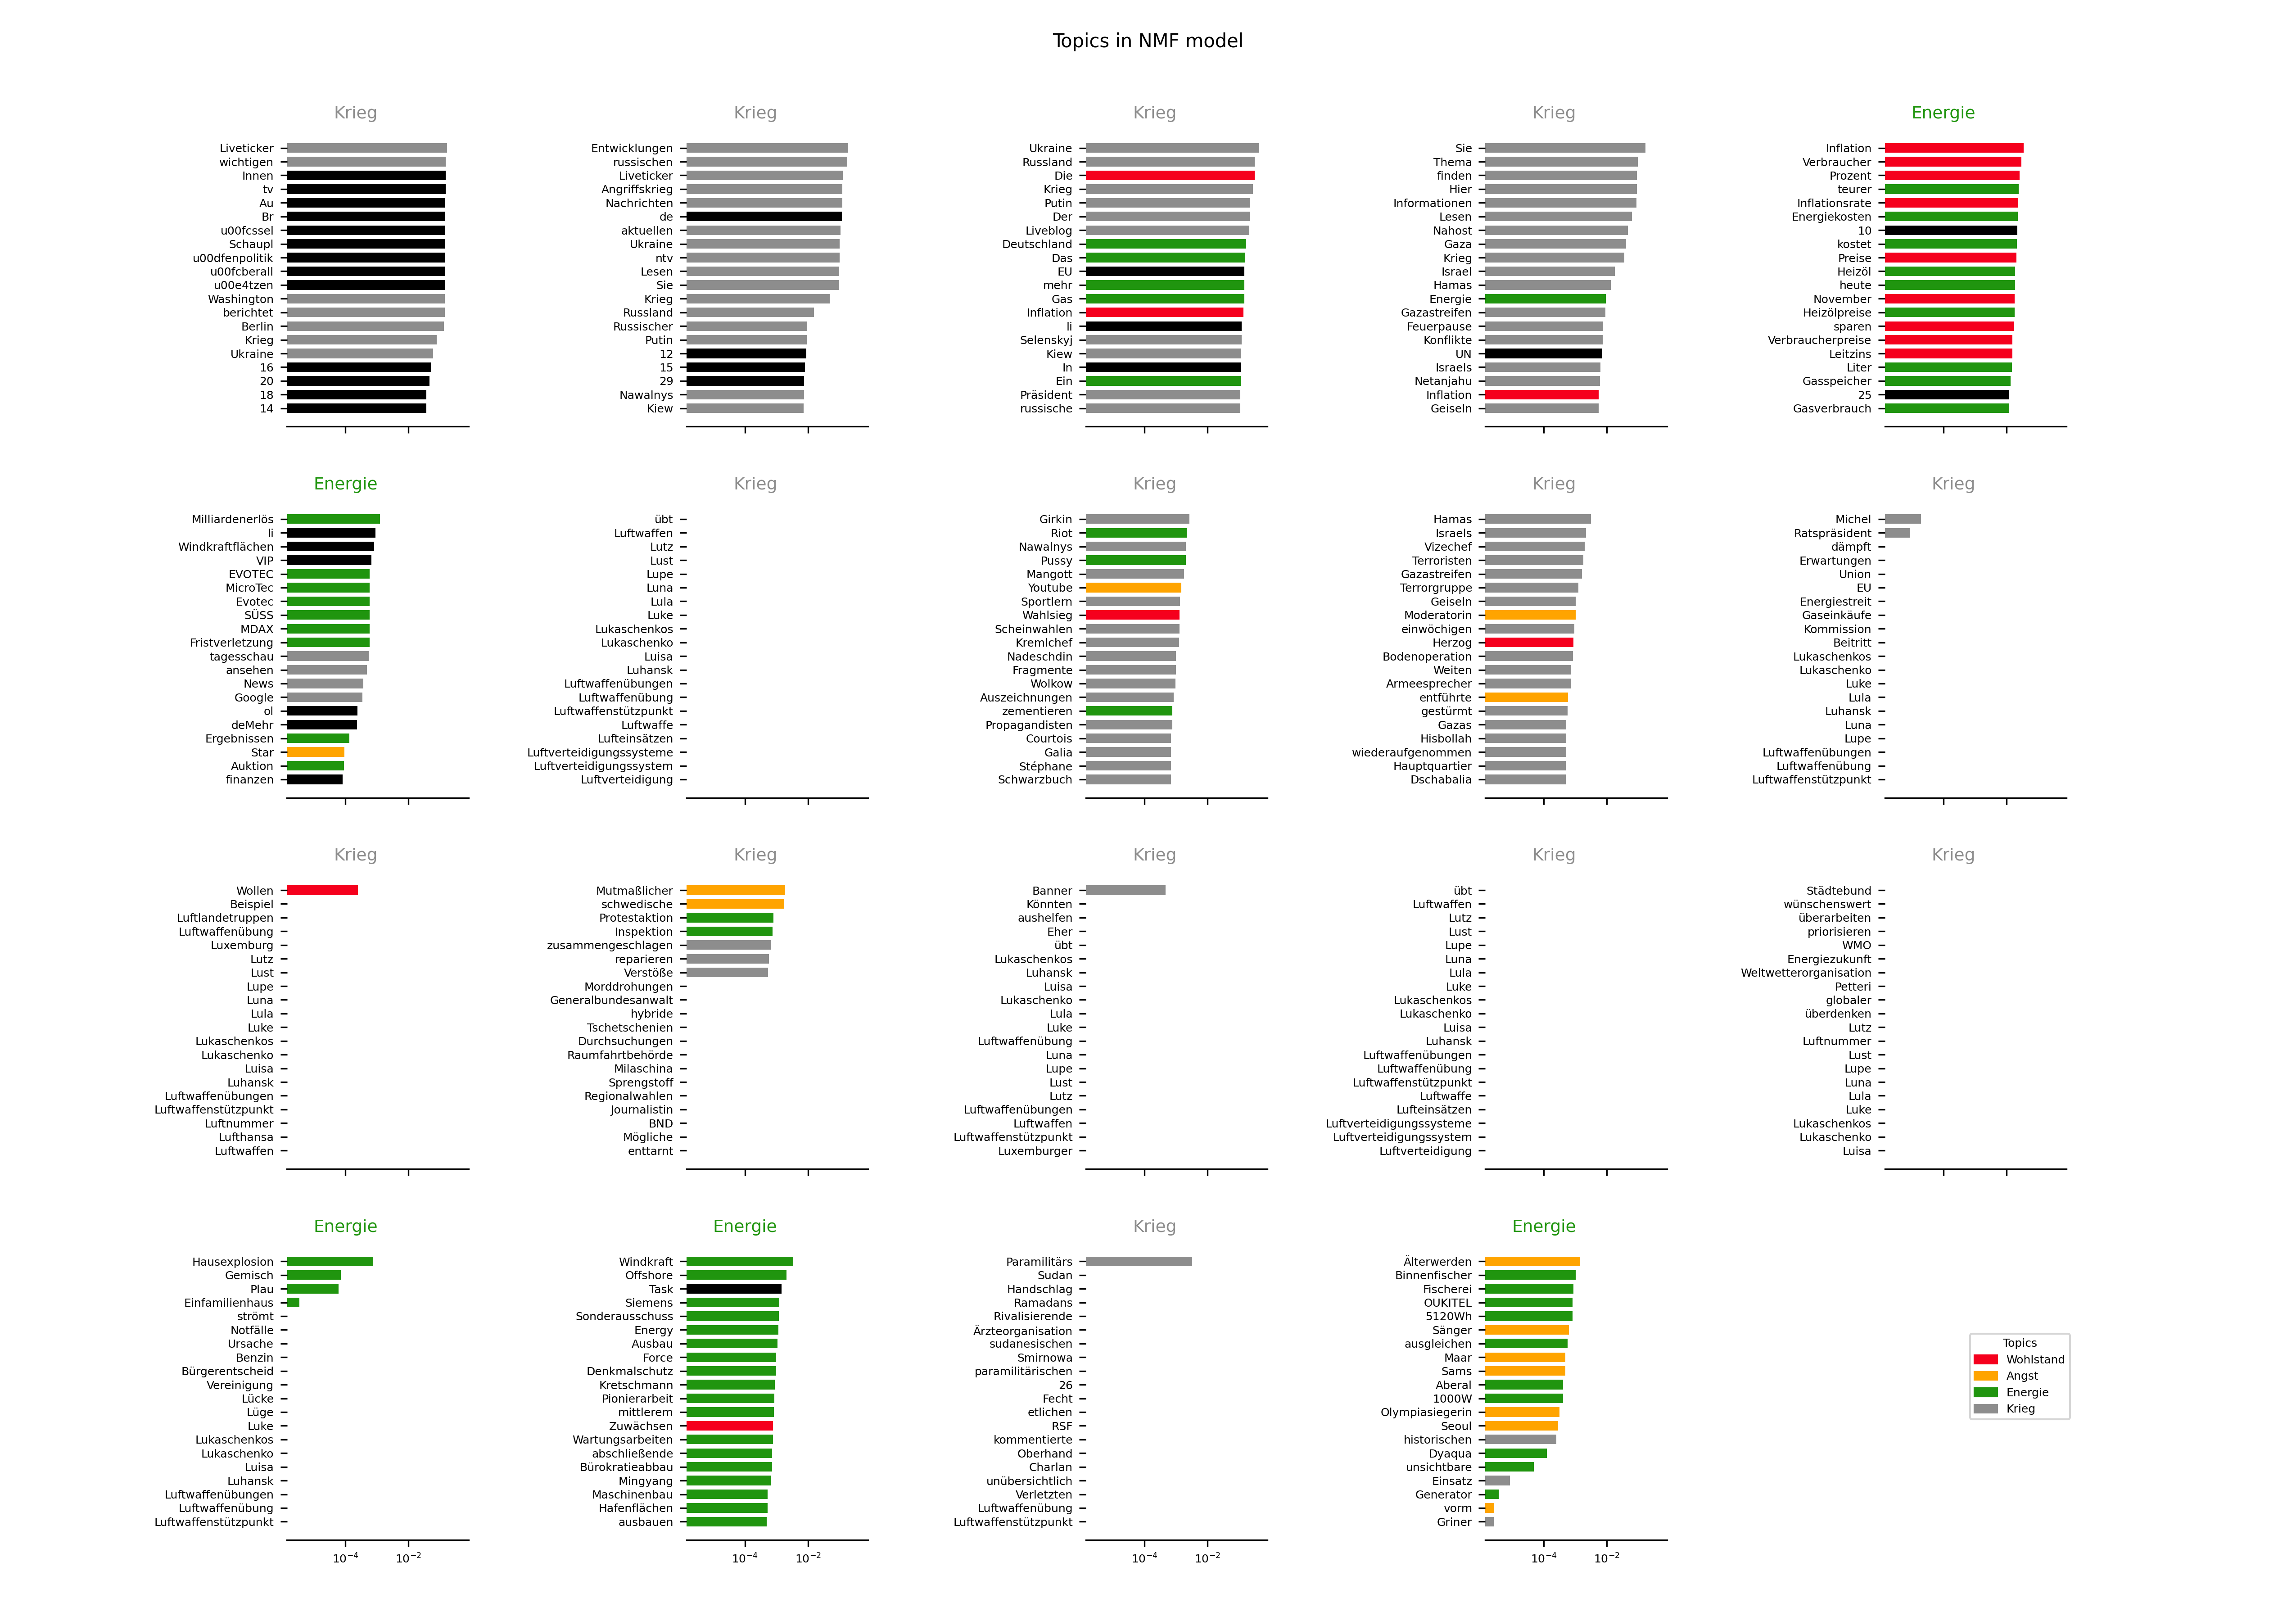 Topics in NMF model
Krieg
Liveticker
wichtigen
Innen
tv
Au
Br
u00fcssel
Schaupl
u00dfenpolitik
u00fcberall
u00e4tzen
Washington
berichtet
Berlin
Krieg
Ukraine
16
20
18
14
Krieg
Entwicklungen
russischen
Liveticker
Angriffskrieg
Nachrichten
de
aktuellen
Ukraine
ntv
Lesen
Sie
Krieg
Russland
Russischer
Putin
12
15
29
Nawalnys
Kiew
Krieg
Ukraine
Russland
Die
Krieg
Putin
Der
Liveblog
Deutschland
Das
EU
mehr
Gas
Inflation
li
Selenskyj
Kiew
In
Ein
Präsident
russische
Krieg
Sie
Thema
finden
Hier
Informationen
Lesen
Nahost
Gaza
Krieg
Israel
Hamas
Energie
Gazastreifen
Feuerpause
Konflikte
UN
Israels
Netanjahu
Inflation
Geiseln
Energie
Inflation
Verbraucher
Prozent
teurer
Inflationsrate
Energiekosten
10
kostet
Preise
Heizöl
heute
November
Heizölpreise
sparen
Verbraucherpreise
Leitzins
Liter
Gasspeicher
25
Gasverbrauch
Energie
Milliardenerlös
li
Windkraftflächen
VIP
EVOTEC
MicroTec
Evotec
SÜSS
MDAX
Fristverletzung
tagesschau
ansehen
News
Google
ol
deMehr
Ergebnissen
Star
Auktion
finanzen
Krieg
übt
Luftwaffen
Lutz
Lust
Lupe
Luna
Lula
Luke
Lukaschenkos
Lukaschenko
Luisa
Luhansk
Luftwaffenübungen
Luftwaffenübung
Luftwaffenstützpunkt
Luftwaffe
Lufteinsätzen
Luftverteidigungssysteme
Luftverteidigungssystem
Luftverteidigung
Krieg
Girkin
Riot
Nawalnys
Pussy
Mangott
Youtube
Sportlern
Wahlsieg
Scheinwahlen
Kremlchef
Nadeschdin
Fragmente
Wolkow
Auszeichnungen
zementieren
Propagandisten
Courtois
Galia
Stéphane
Schwarzbuch
Krieg
Hamas
Israels
Vizechef
Terroristen
Gazastreifen
Terrorgruppe
Geiseln
Moderatorin
einwöchigen
Herzog
Bodenoperation
Weiten
Armeesprecher
entführte
gestürmt
Gazas
Hisbollah
wiederaufgenommen
Hauptquartier
Dschabalia
Krieg
Michel
Ratspräsident
dämpft
Erwartungen
Union
EU
Energiestreit
Gaseinkäufe
Kommission
Beitritt
Lukaschenkos
Lukaschenko
Luke
Lula
Luhansk
Luna
Lupe
Luftwaffenübungen
Luftwaffenübung
Luftwaffenstützpunkt
Krieg
Wollen
Beispiel
Luftlandetruppen
Luftwaffenübung
Luxemburg
Lutz
Lust
Lupe
Luna
Lula
Luke
Lukaschenkos
Lukaschenko
Luisa
Luhansk
Luftwaffenübungen
Luftwaffenstützpunkt
Luftnummer
Lufthansa
Luftwaffen
Krieg
Mutmaßlicher
schwedische
Protestaktion
Inspektion
zusammengeschlagen
reparieren
Verstöße
Morddrohungen
Generalbundesanwalt
hybride
Tschetschenien
Durchsuchungen
Raumfahrtbehörde
Milaschina
Sprengstoff
Regionalwahlen
Journalistin
BND
Mögliche
enttarnt
Krieg
Banner
Könnten
aushelfen
Eher
übt
Lukaschenkos
Luhansk
Luisa
Lukaschenko
Lula
Luke
Luftwaffenübung
Luna
Lupe
Lust
Lutz
Luftwaffenübungen
Luftwaffen
Luftwaffenstützpunkt
Luxemburger
Krieg
übt
Luftwaffen
Lutz
Lust
Lupe
Luna
Lula
Luke
Lukaschenkos
Lukaschenko
Luisa
Luhansk
Luftwaffenübungen
Luftwaffenübung
Luftwaffenstützpunkt
Luftwaffe
Lufteinsätzen
Luftverteidigungssysteme
Luftverteidigungssystem
Luftverteidigung
Krieg
Städtebund
wünschenswert
überarbeiten
priorisieren
WMO
Energiezukunft
Weltwetterorganisation
Petteri
globaler
überdenken
Lutz
Luftnummer
Lust
Lupe
Luna
Lula
Luke
Lukaschenkos
Lukaschenko
Luisa
Energie
Hausexplosion
Gemisch
Plau
Einfamilienhaus
strömt
Notfälle
Ursache
Benzin
Bürgerentscheid
Vereinigung
Lücke
Lüge
Luke
Lukaschenkos
Lukaschenko
Luisa
Luhansk
Luftwaffenübungen
Luftwaffenübung
Luftwaffenstützpunkt
10⁻⁴ 10⁻²
Energie
Windkraft
Offshore
Task
Siemens
Sonderausschuss
Energy
Ausbau
Force
Denkmalschutz
Kretschmann
Pionierarbeit
mittlerem
Zuwächsen
Wartungsarbeiten
abschließende
Bürokratieabbau
Mingyang
Maschinenbau
Hafenflächen
ausbauen
10⁻⁴ 10⁻²
Krieg
Paramilitärs
Sudan
Handschlag
Ramadans
Rivalisierende
Ärzteorganisation
sudanesischen
Smirnowa
paramilitärischen
26
Fecht
etlichen
RSF
kommentierte
Oberhand
Charlan
unübersichtlich
Verletzten
Luftwaffenübung
Luftwaffenstützpunkt
10⁻⁴ 10⁻²
Energie
Älterwerden
Binnenfischer
Fischerei
OUKITEL
5120Wh
Sänger
ausgleichen
Maar
Sams
Aberal
1000W
Olympiasiegerin
Seoul
historischen
Dyaqua
unsichtbare
Einsatz
Generator
vorm
Griner
10⁻⁴ 10⁻²
Topics
Wohlstand
Angst
Energie
Krieg